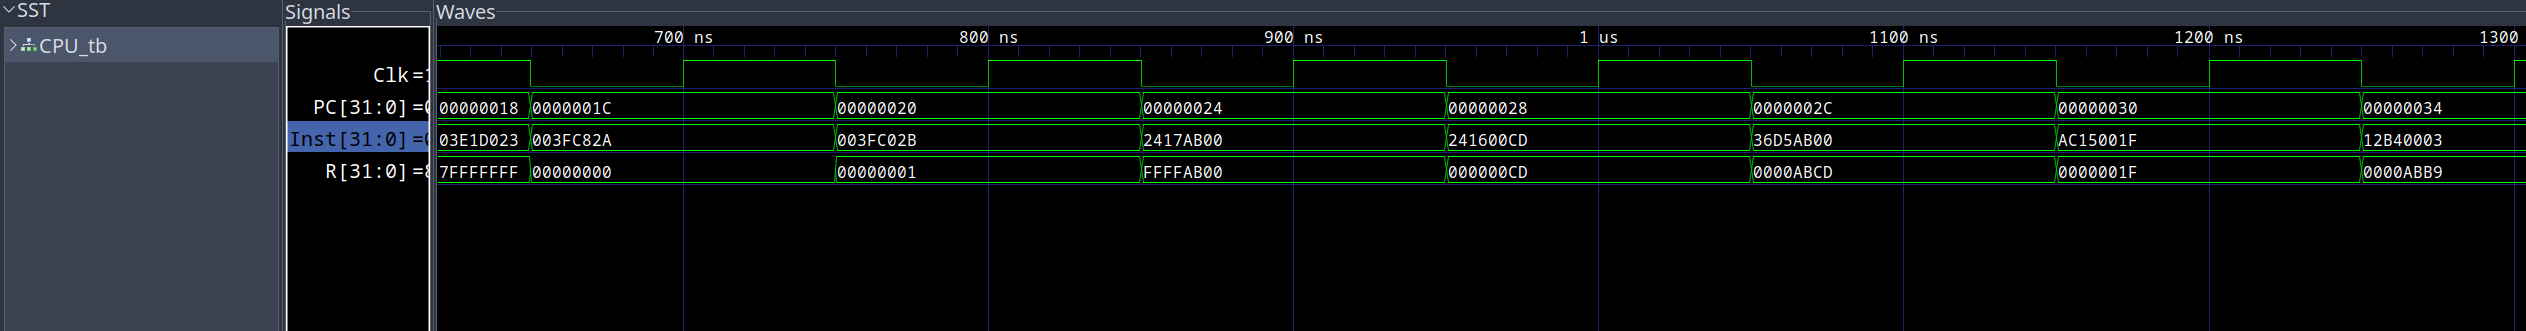 SST Signals Waves
CPU_tb
700 ns 800 ns 900 ns 1 us 1100 ns 1200 ns 1300
Clk=1
PC[31:0]=0 00000018 0000001C 00000020 00000024 00000028 0000002C 00000030 00000034
Inst[31:0]=0 03E1D023 003FC82A 003FC02B 2417AB00 241600CD 36D5AB00 AC15001F 12B40003
R[31:0]=8 7FFFFFFF 00000000 00000001 FFFFAB00 000000CD 0000ABCD 0000001F 0000ABB9